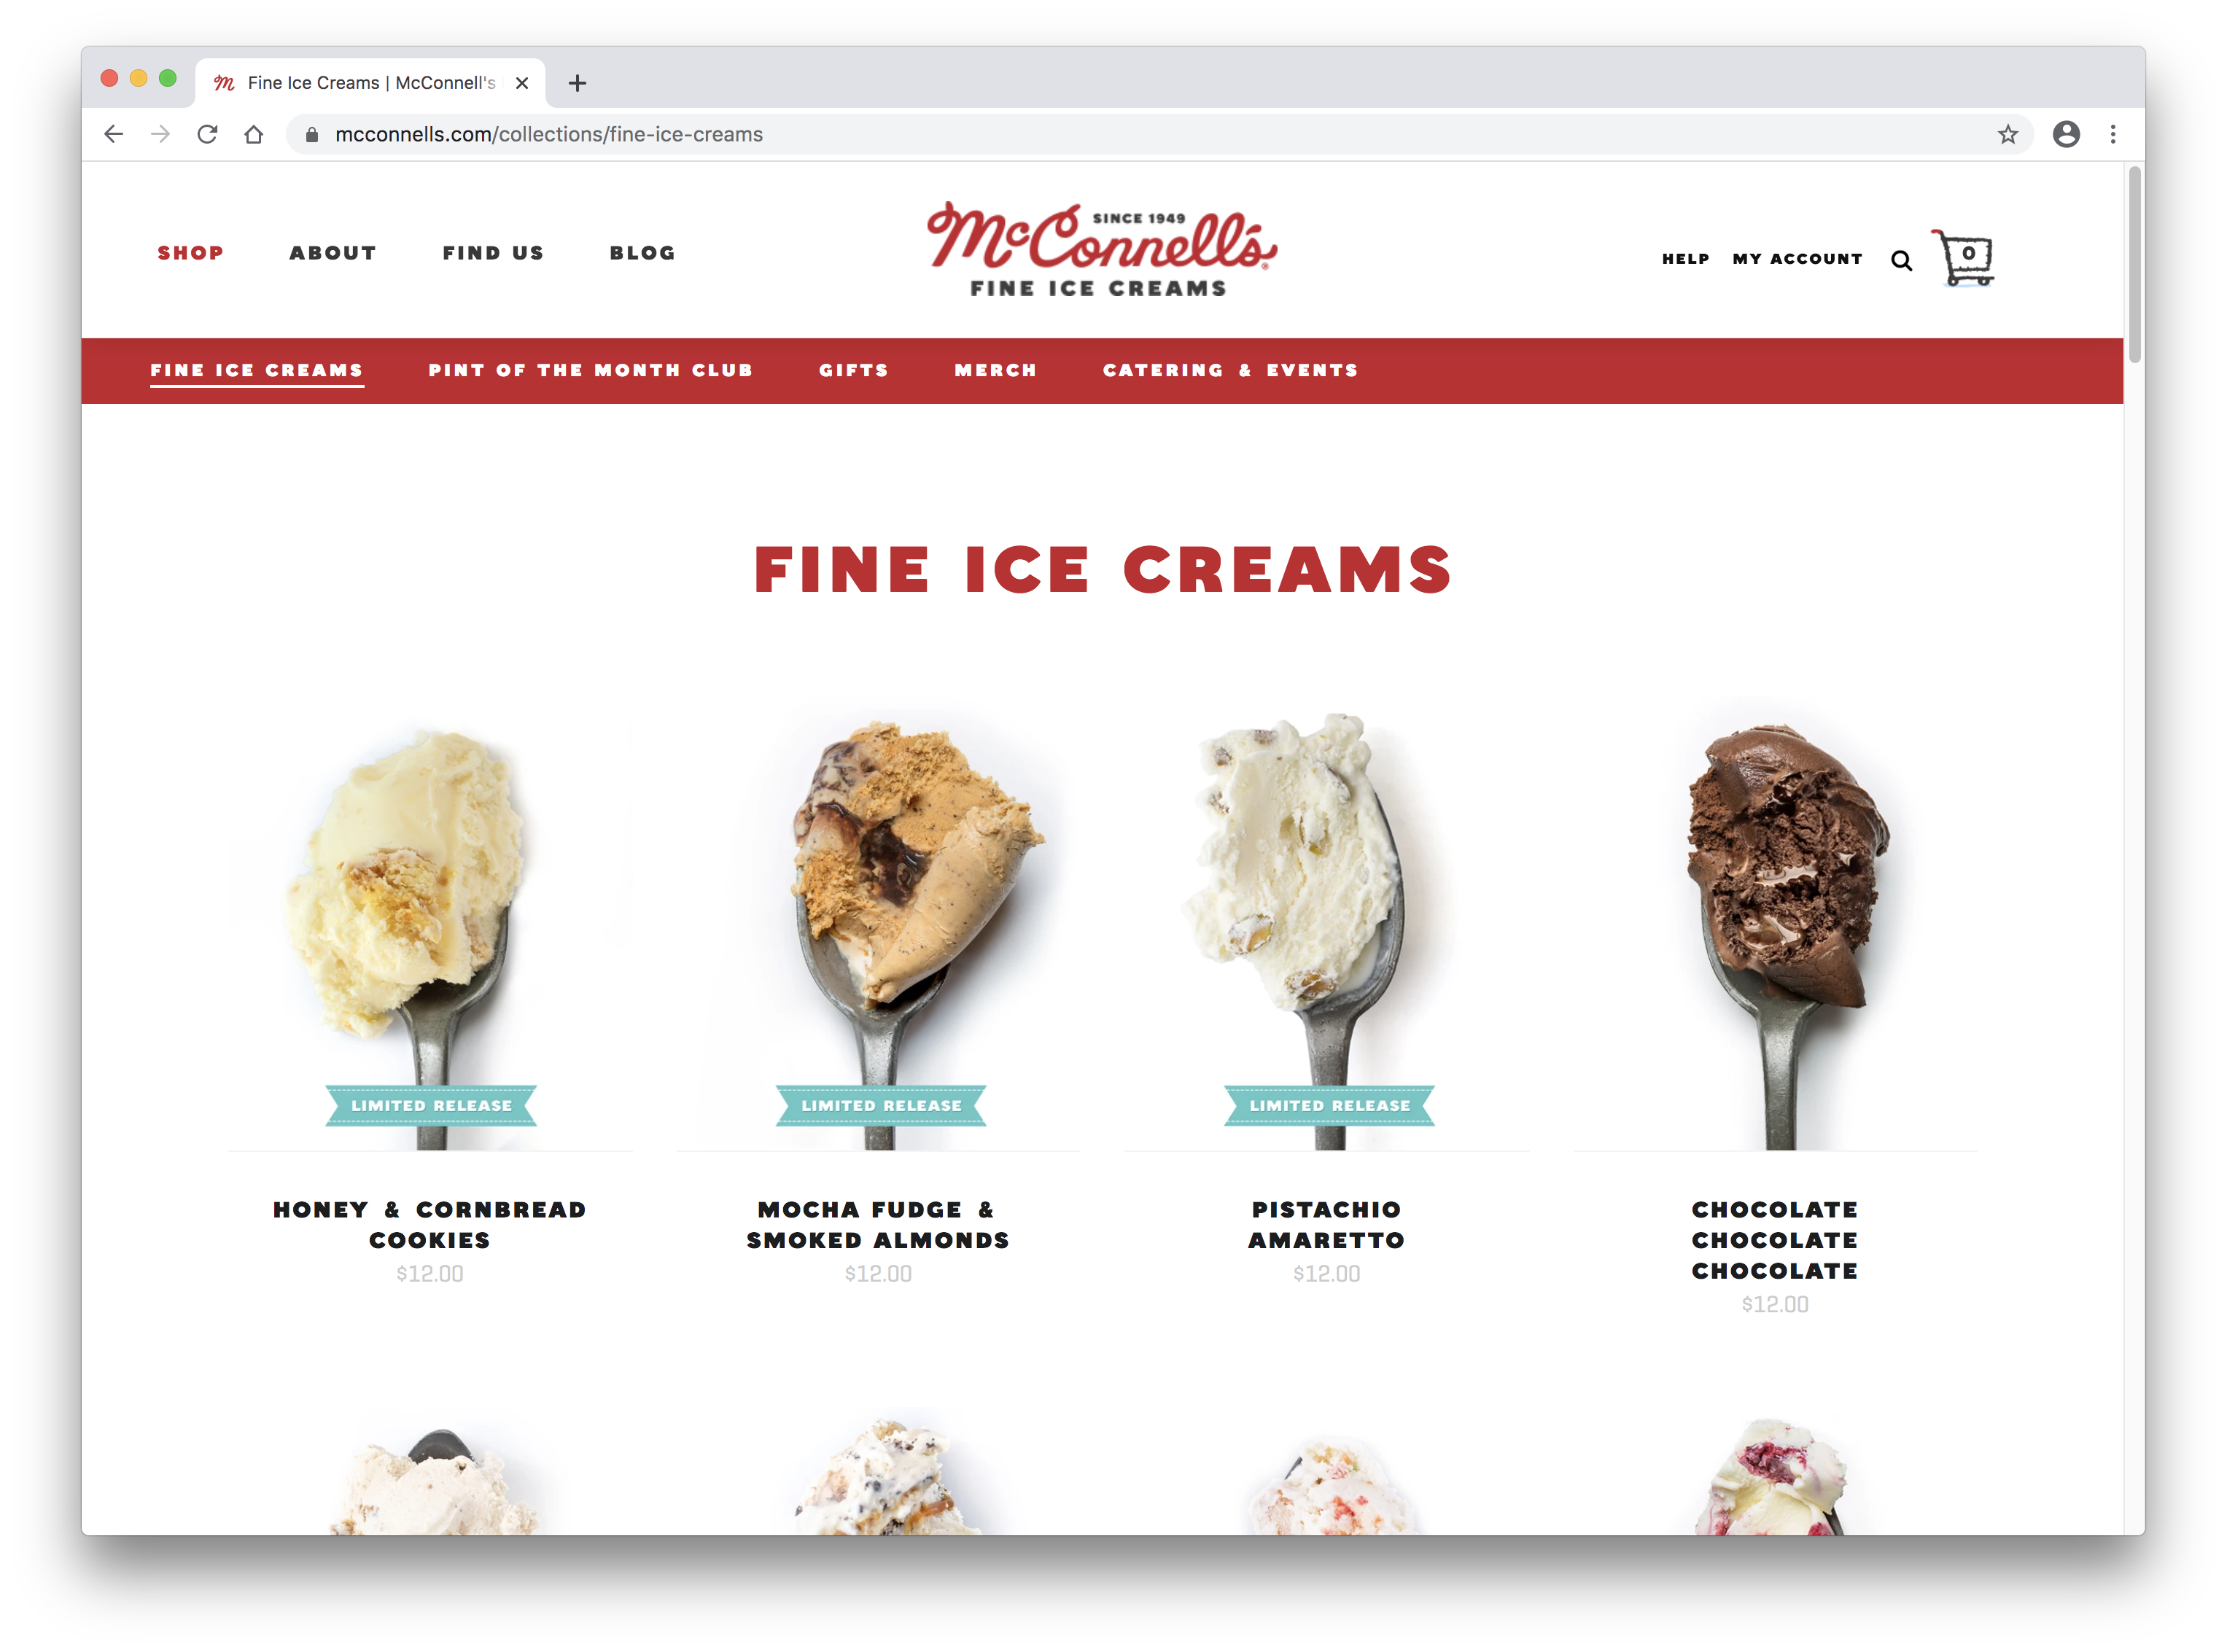 Fine Ice Creams | McConnell's
mcconnells.com/collections/fine-ice-creams
SHOP ABOUT FIND US BLOG
McConnell's SINCE 1949
FINE ICE CREAMS
HELP MY ACCOUNT 0
FINE ICE CREAMS PINT OF THE MONTH CLUB GIFTS MERCH CATERING & EVENTS
FINE ICE CREAMS
LIMITED RELEASE
HONEY & CORNBREAD
COOKIES
$12.00
LIMITED RELEASE
MOCHA FUDGE &
SMOKED ALMONDS
$12.00
LIMITED RELEASE
PISTACHIO
AMARETTO
$12.00
CHOCOLATE
CHOCOLATE
CHOCOLATE
$12.00